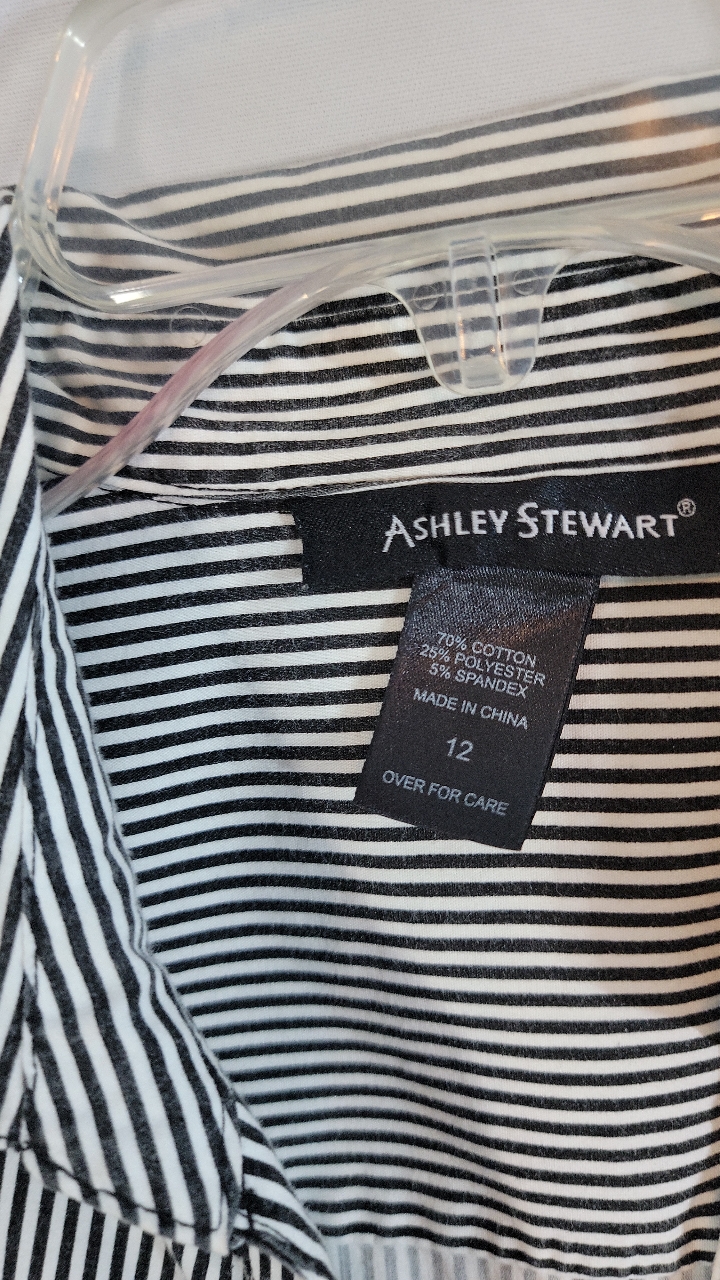 ASHLEY STEWART®
70% COTTON
25% POLYESTER
5% SPANDEX
MADE IN CHINA
12
OVER FOR CARE